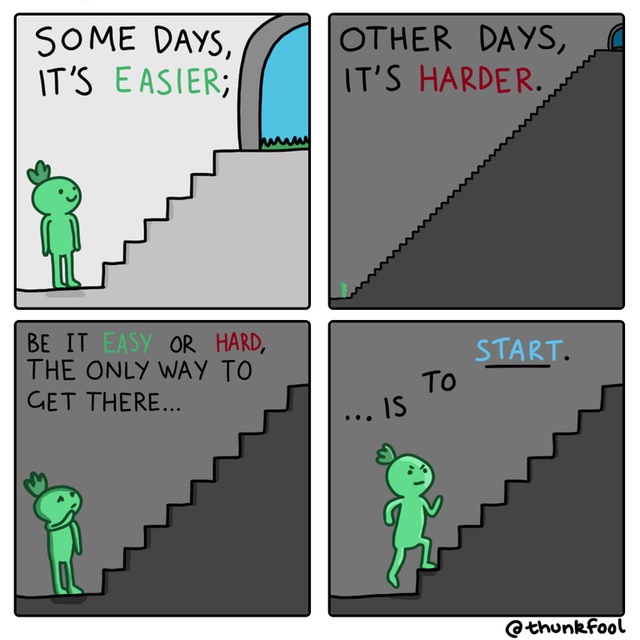 SOME DAYS,
IT'S EASIER;
OTHER DAYS,
IT'S HARDER.
BE IT EASY OR HARD,
THE ONLY WAY TO
GET THERE...
... IS TO START.
@thunkfool